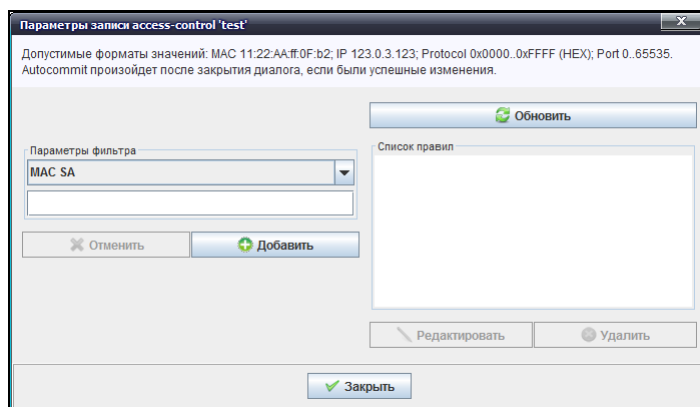 Параметры записи access-control 'test'
Допустимые форматы значений: MAC 11:22:AA:ff:0F:b2; IP 123.0.3.123; Protocol 0x0000..0xFFFF (HEX); Port 0..65535.
Autocommit произойдет после закрытия диалога, если были успешные изменения.
Обновить
Параметры фильтра
MAC SA
Отменить
Добавить
Список правил
Редактировать
Удалить
Закрыть